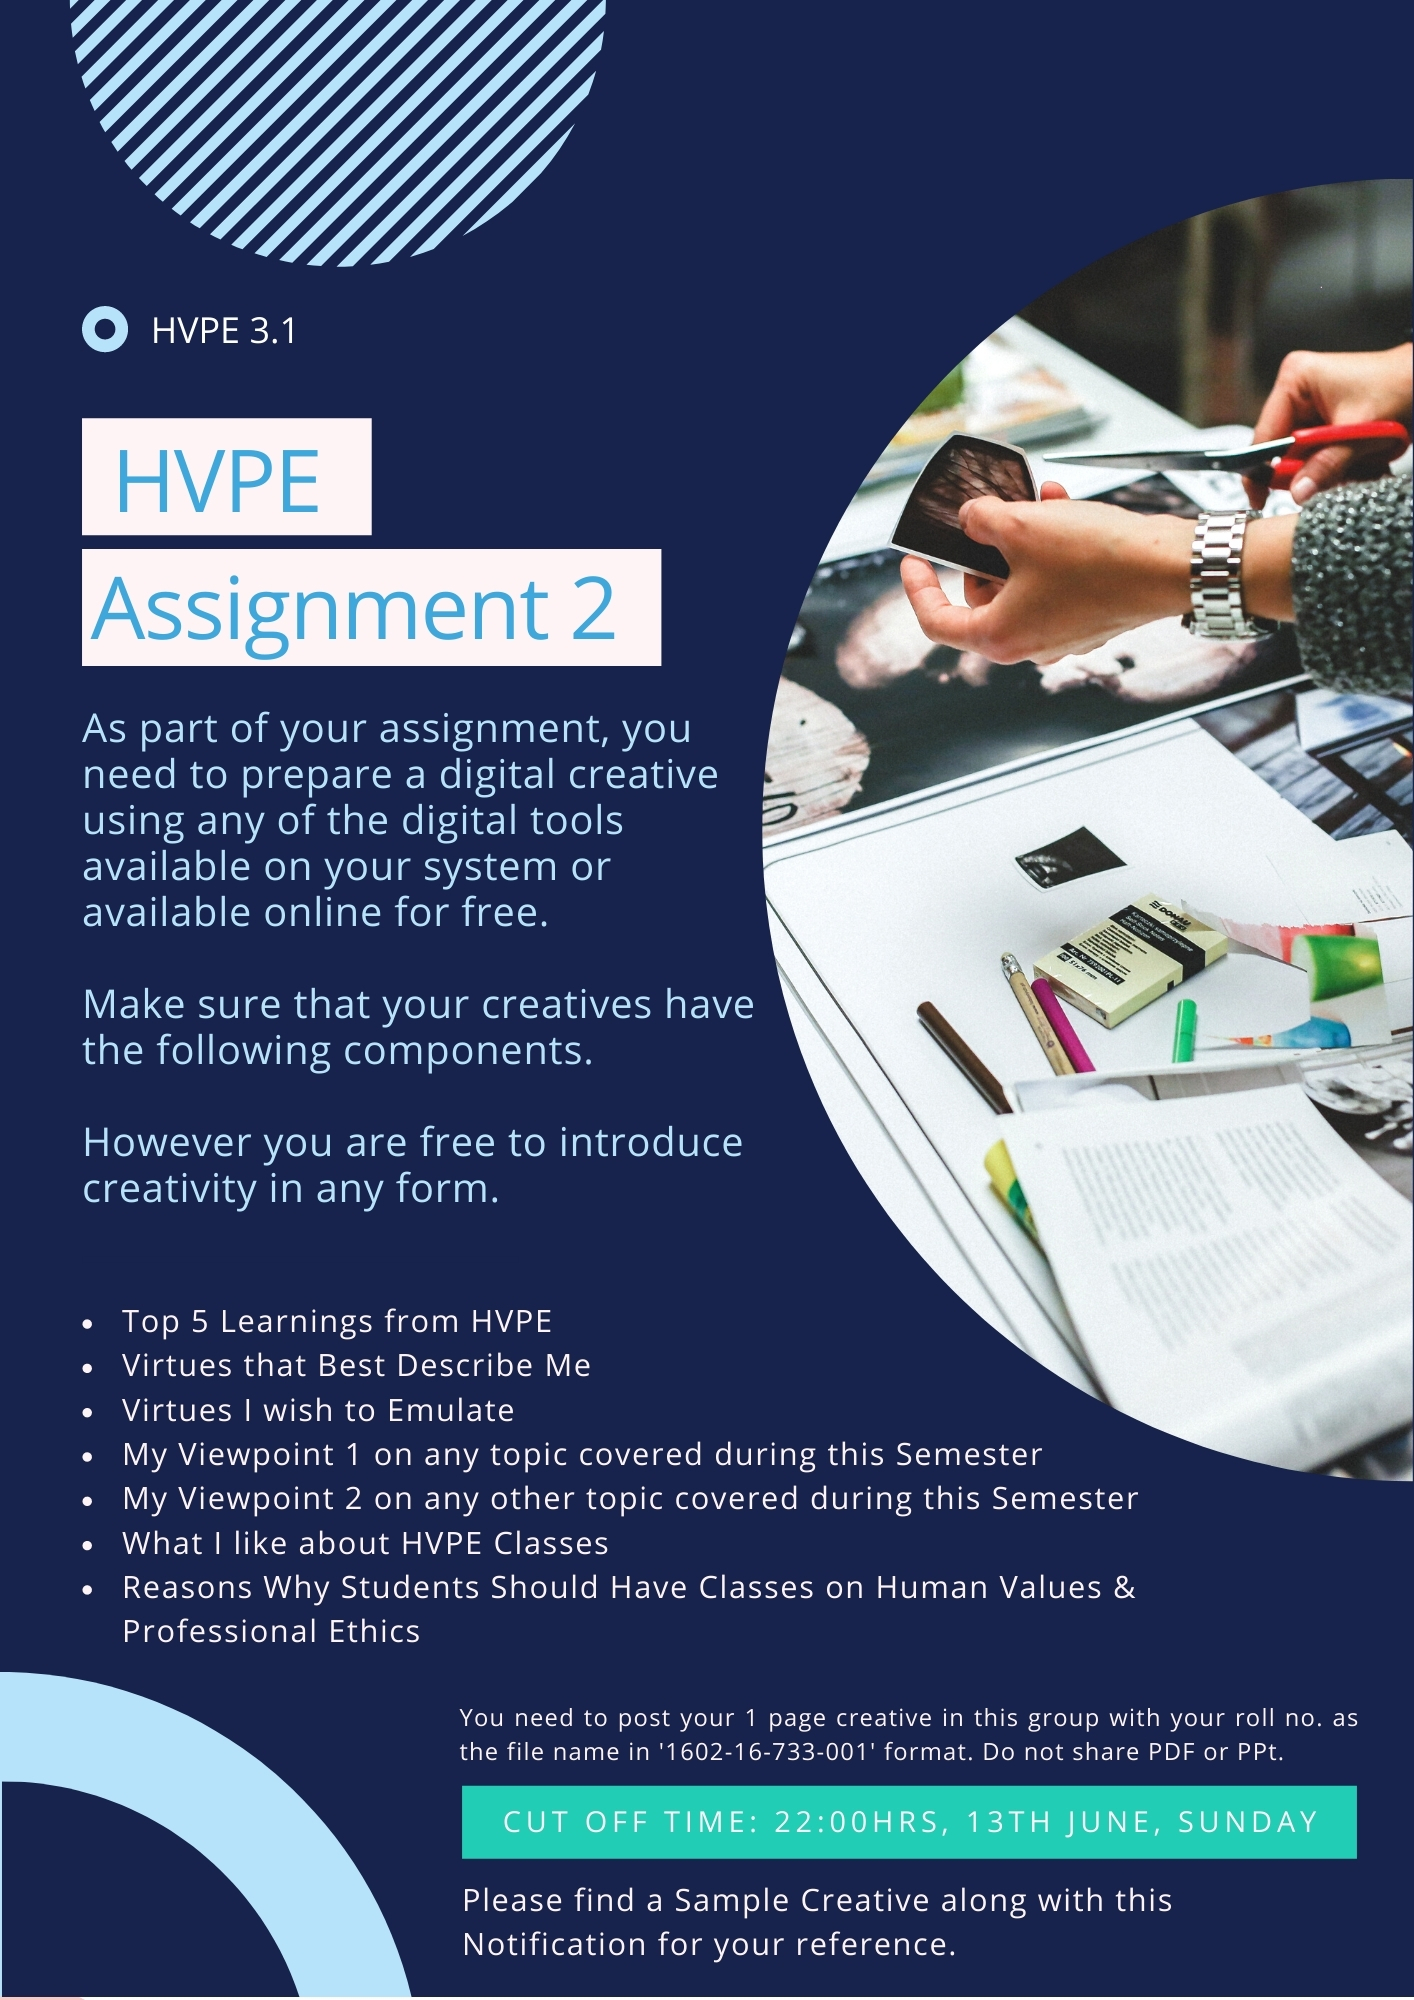 HVPE 3.1
HVPE
Assignment 2
As part of your assignment, you
need to prepare a digital creative
using any of the digital tools
available on your system or
available online for free.
Make sure that your creatives have
the following components.
However you are free to introduce
creativity in any form.
• Top 5 Learnings from HVPE
• Virtues that Best Describe Me
• Virtues I wish to Emulate
• My Viewpoint 1 on any topic covered during this Semester
• My Viewpoint 2 on any other topic covered during this Semester
• What I like about HVPE Classes
• Reasons Why Students Should Have Classes on Human Values &
Professional Ethics
You need to post your 1 page creative in this group with your roll no. as
the file name in '1602-16-733-001' format. Do not share PDF or PPt.
CUT OFF TIME: 22:00HRS, 13TH JUNE, SUNDAY
Please find a Sample Creative along with this
Notification for your reference.
DONAU